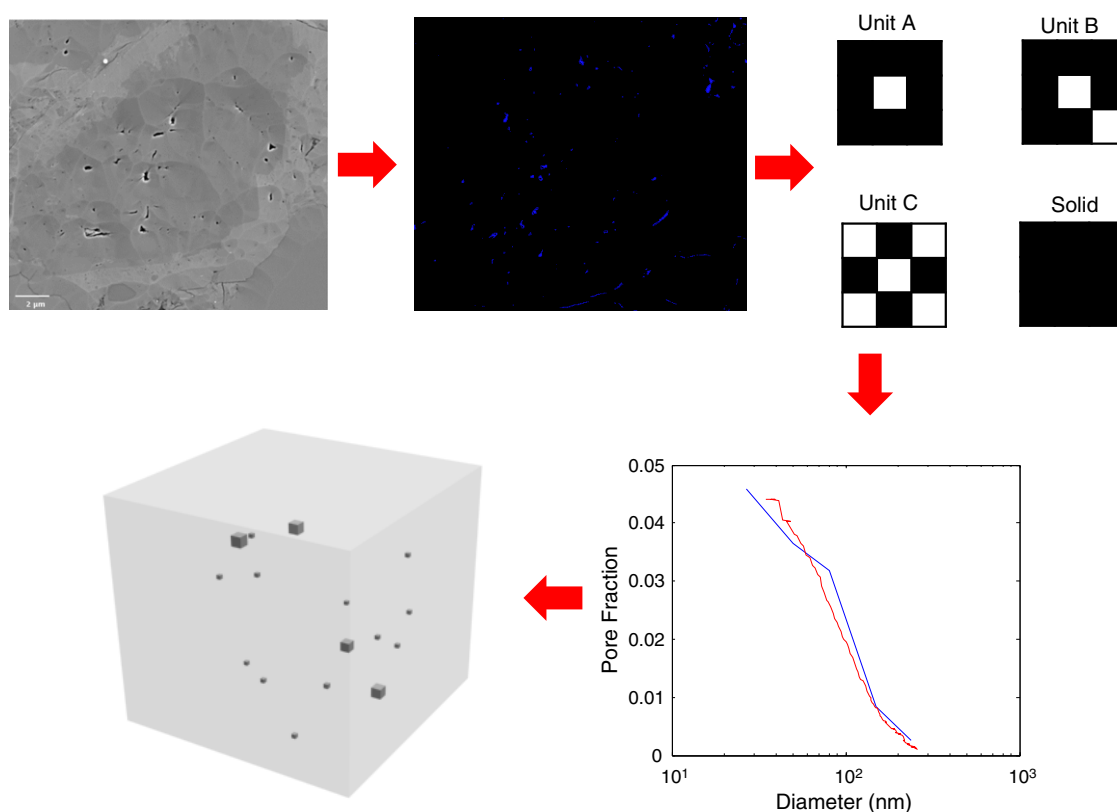 Unit A
Unit B
2 μm
Unit C
Solid
0.05
0.04
0.03
0.02
0.01
0
Pore Fraction
10¹
10²
10³
Diameter (nm)